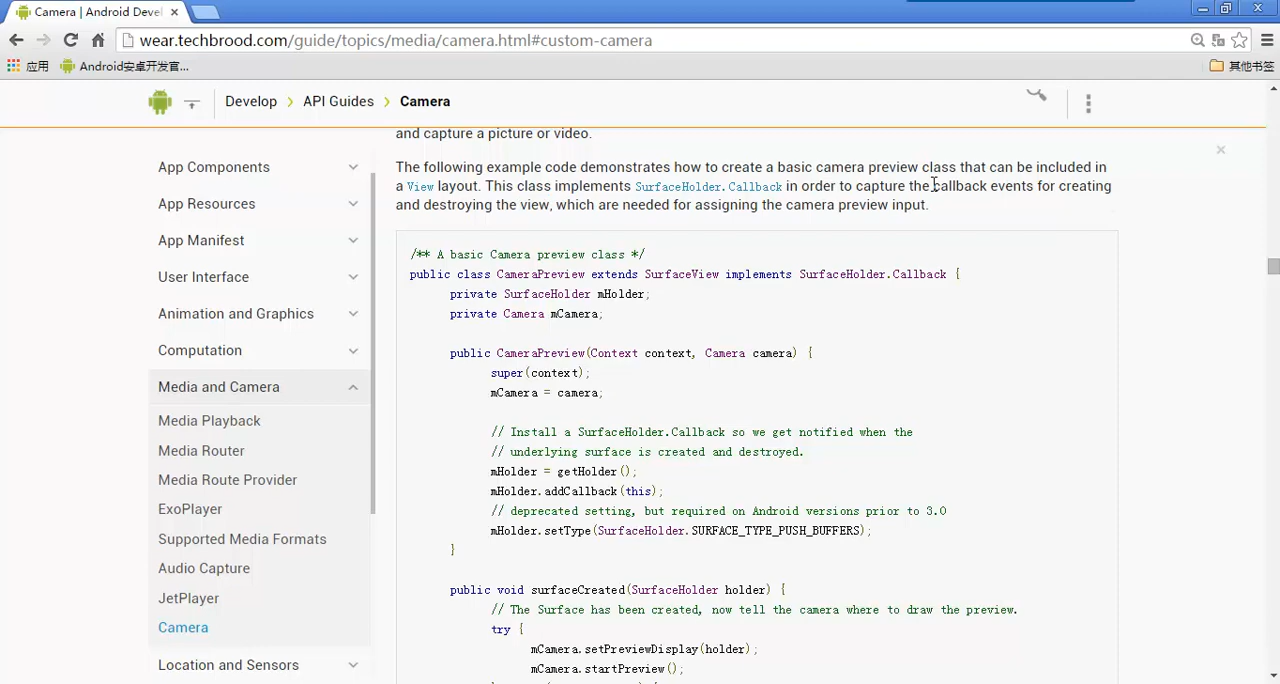 Camera | Android Devel
wear.techbrood.com/guide/topics/media/camera.html#custom-camera
应用
Android安卓开发官...
其他书签
Develop
API Guides
Camera
and capture a picture or video.
The following example code demonstrates how to create a basic camera preview class that can be included in
a View layout. This class implements SurfaceHolder.Callback in order to capture the callback events for creating
and destroying the view, which are needed for assigning the camera preview input.
App Components
App Resources
App Manifest
User Interface
Animation and Graphics
Computation
Media and Camera
Media Playback
Media Router
Media Route Provider
ExoPlayer
Supported Media Formats
Audio Capture
JetPlayer
Camera
Location and Sensors
/** A basic Camera preview class */
public class CameraPreview extends SurfaceView implements SurfaceHolder.Callback {
private SurfaceHolder mHolder;
private Camera mCamera;
public CameraPreview(Context context, Camera camera) {
super(context);
mCamera = camera;
// Install a SurfaceHolder.Callback so we get notified when the
// underlying surface is created and destroyed.
mHolder = getHolder();
mHolder.addCallback(this);
// deprecated setting, but required on Android versions prior to 3.0
mHolder.setType(SurfaceHolder.SURFACE_TYPE_PUSH_BUFFERS);
}
public void surfaceCreated(SurfaceHolder holder) {
// The Surface has been created, now tell the camera where to draw the preview.
try {
mCamera.setPreviewDisplay(holder);
mCamera.startPreview();